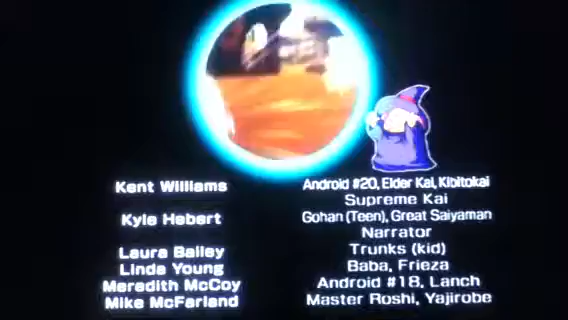 Kent Williams Android #20, Elder Kai, Kibitokai
Supreme Kai
Kyle Hebert Gohan (Teen), Great Saiyaman
Narrator
Laura Bailey Trunks (kid)
Linda Young Baba, Frieza
Meredith McCoy Android #18, Lanch
Mike McFarland Master Roshi, Yajirobe